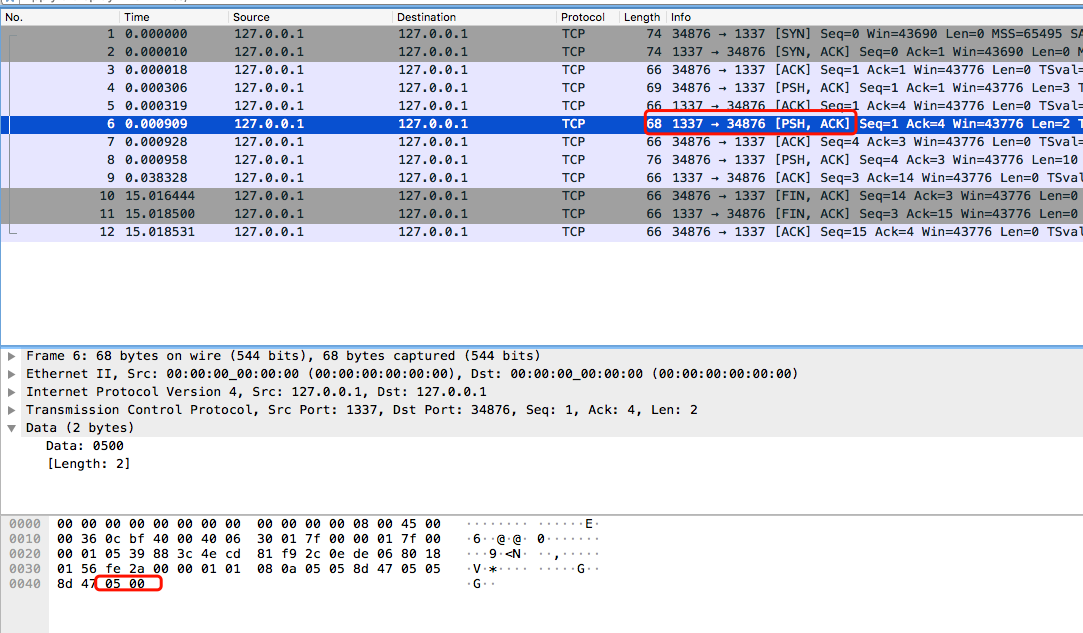 No. Time Source Destination Protocol Length Info
1 0.000000 127.0.0.1 127.0.0.1 TCP 74 34876 → 1337 [SYN] Seq=0 Win=43690 Len=0 MSS=65495 SA
2 0.000010 127.0.0.1 127.0.0.1 TCP 74 1337 → 34876 [SYN, ACK] Seq=0 Ack=1 Win=43690 Len=0 M
3 0.000018 127.0.0.1 127.0.0.1 TCP 66 34876 → 1337 [ACK] Seq=1 Ack=1 Win=43776 Len=0 TSval=
4 0.000306 127.0.0.1 127.0.0.1 TCP 69 34876 → 1337 [PSH, ACK] Seq=1 Ack=1 Win=43776 Len=3 T
5 0.000319 127.0.0.1 127.0.0.1 TCP 66 1337 → 34876 [ACK] Seq=1 Ack=4 Win=43776 Len=0 TSval=
6 0.000909 127.0.0.1 127.0.0.1 TCP 68 1337 → 34876 [PSH, ACK] Seq=1 Ack=4 Win=43776 Len=2 T
7 0.000928 127.0.0.1 127.0.0.1 TCP 66 34876 → 1337 [ACK] Seq=4 Ack=3 Win=43776 Len=0 TSval=
8 0.000958 127.0.0.1 127.0.0.1 TCP 76 34876 → 1337 [PSH, ACK] Seq=4 Ack=3 Win=43776 Len=10
9 0.038328 127.0.0.1 127.0.0.1 TCP 66 1337 → 34876 [ACK] Seq=3 Ack=14 Win=43776 Len=0 TSval
10 15.016444 127.0.0.1 127.0.0.1 TCP 66 34876 → 1337 [FIN, ACK] Seq=14 Ack=3 Win=43776 Len=0
11 15.018500 127.0.0.1 127.0.0.1 TCP 66 1337 → 34876 [FIN, ACK] Seq=3 Ack=15 Win=43776 Len=0
12 15.018531 127.0.0.1 127.0.0.1 TCP 66 34876 → 1337 [ACK] Seq=15 Ack=4 Win=43776 Len=0 TSval
Frame 6: 68 bytes on wire (544 bits), 68 bytes captured (544 bits)
Ethernet II, Src: 00:00:00_00:00:00 (00:00:00:00:00:00), Dst: 00:00:00_00:00:00 (00:00:00:00:00:00)
Internet Protocol Version 4, Src: 127.0.0.1, Dst: 127.0.0.1
Transmission Control Protocol, Src Port: 1337, Dst Port: 34876, Seq: 1, Ack: 4, Len: 2
Data (2 bytes)
Data: 0500
[Length: 2]
0000 00 00 00 00 00 00 00 00 00 00 00 00 08 00 45 00 ········ ······E·
0010 00 36 0c bf 40 00 40 06 30 01 7f 00 00 01 7f 00 ·6··@·@· 0·······
0020 00 01 05 39 88 3c 4e cd 81 f9 2c 0e de 06 80 18 ···9·<N· ··,·····
0030 01 56 fe 2a 00 00 01 01 08 0a 05 05 8d 47 05 05 ·V·*···· ·····G··
0040 8d 47 05 00 ·G··